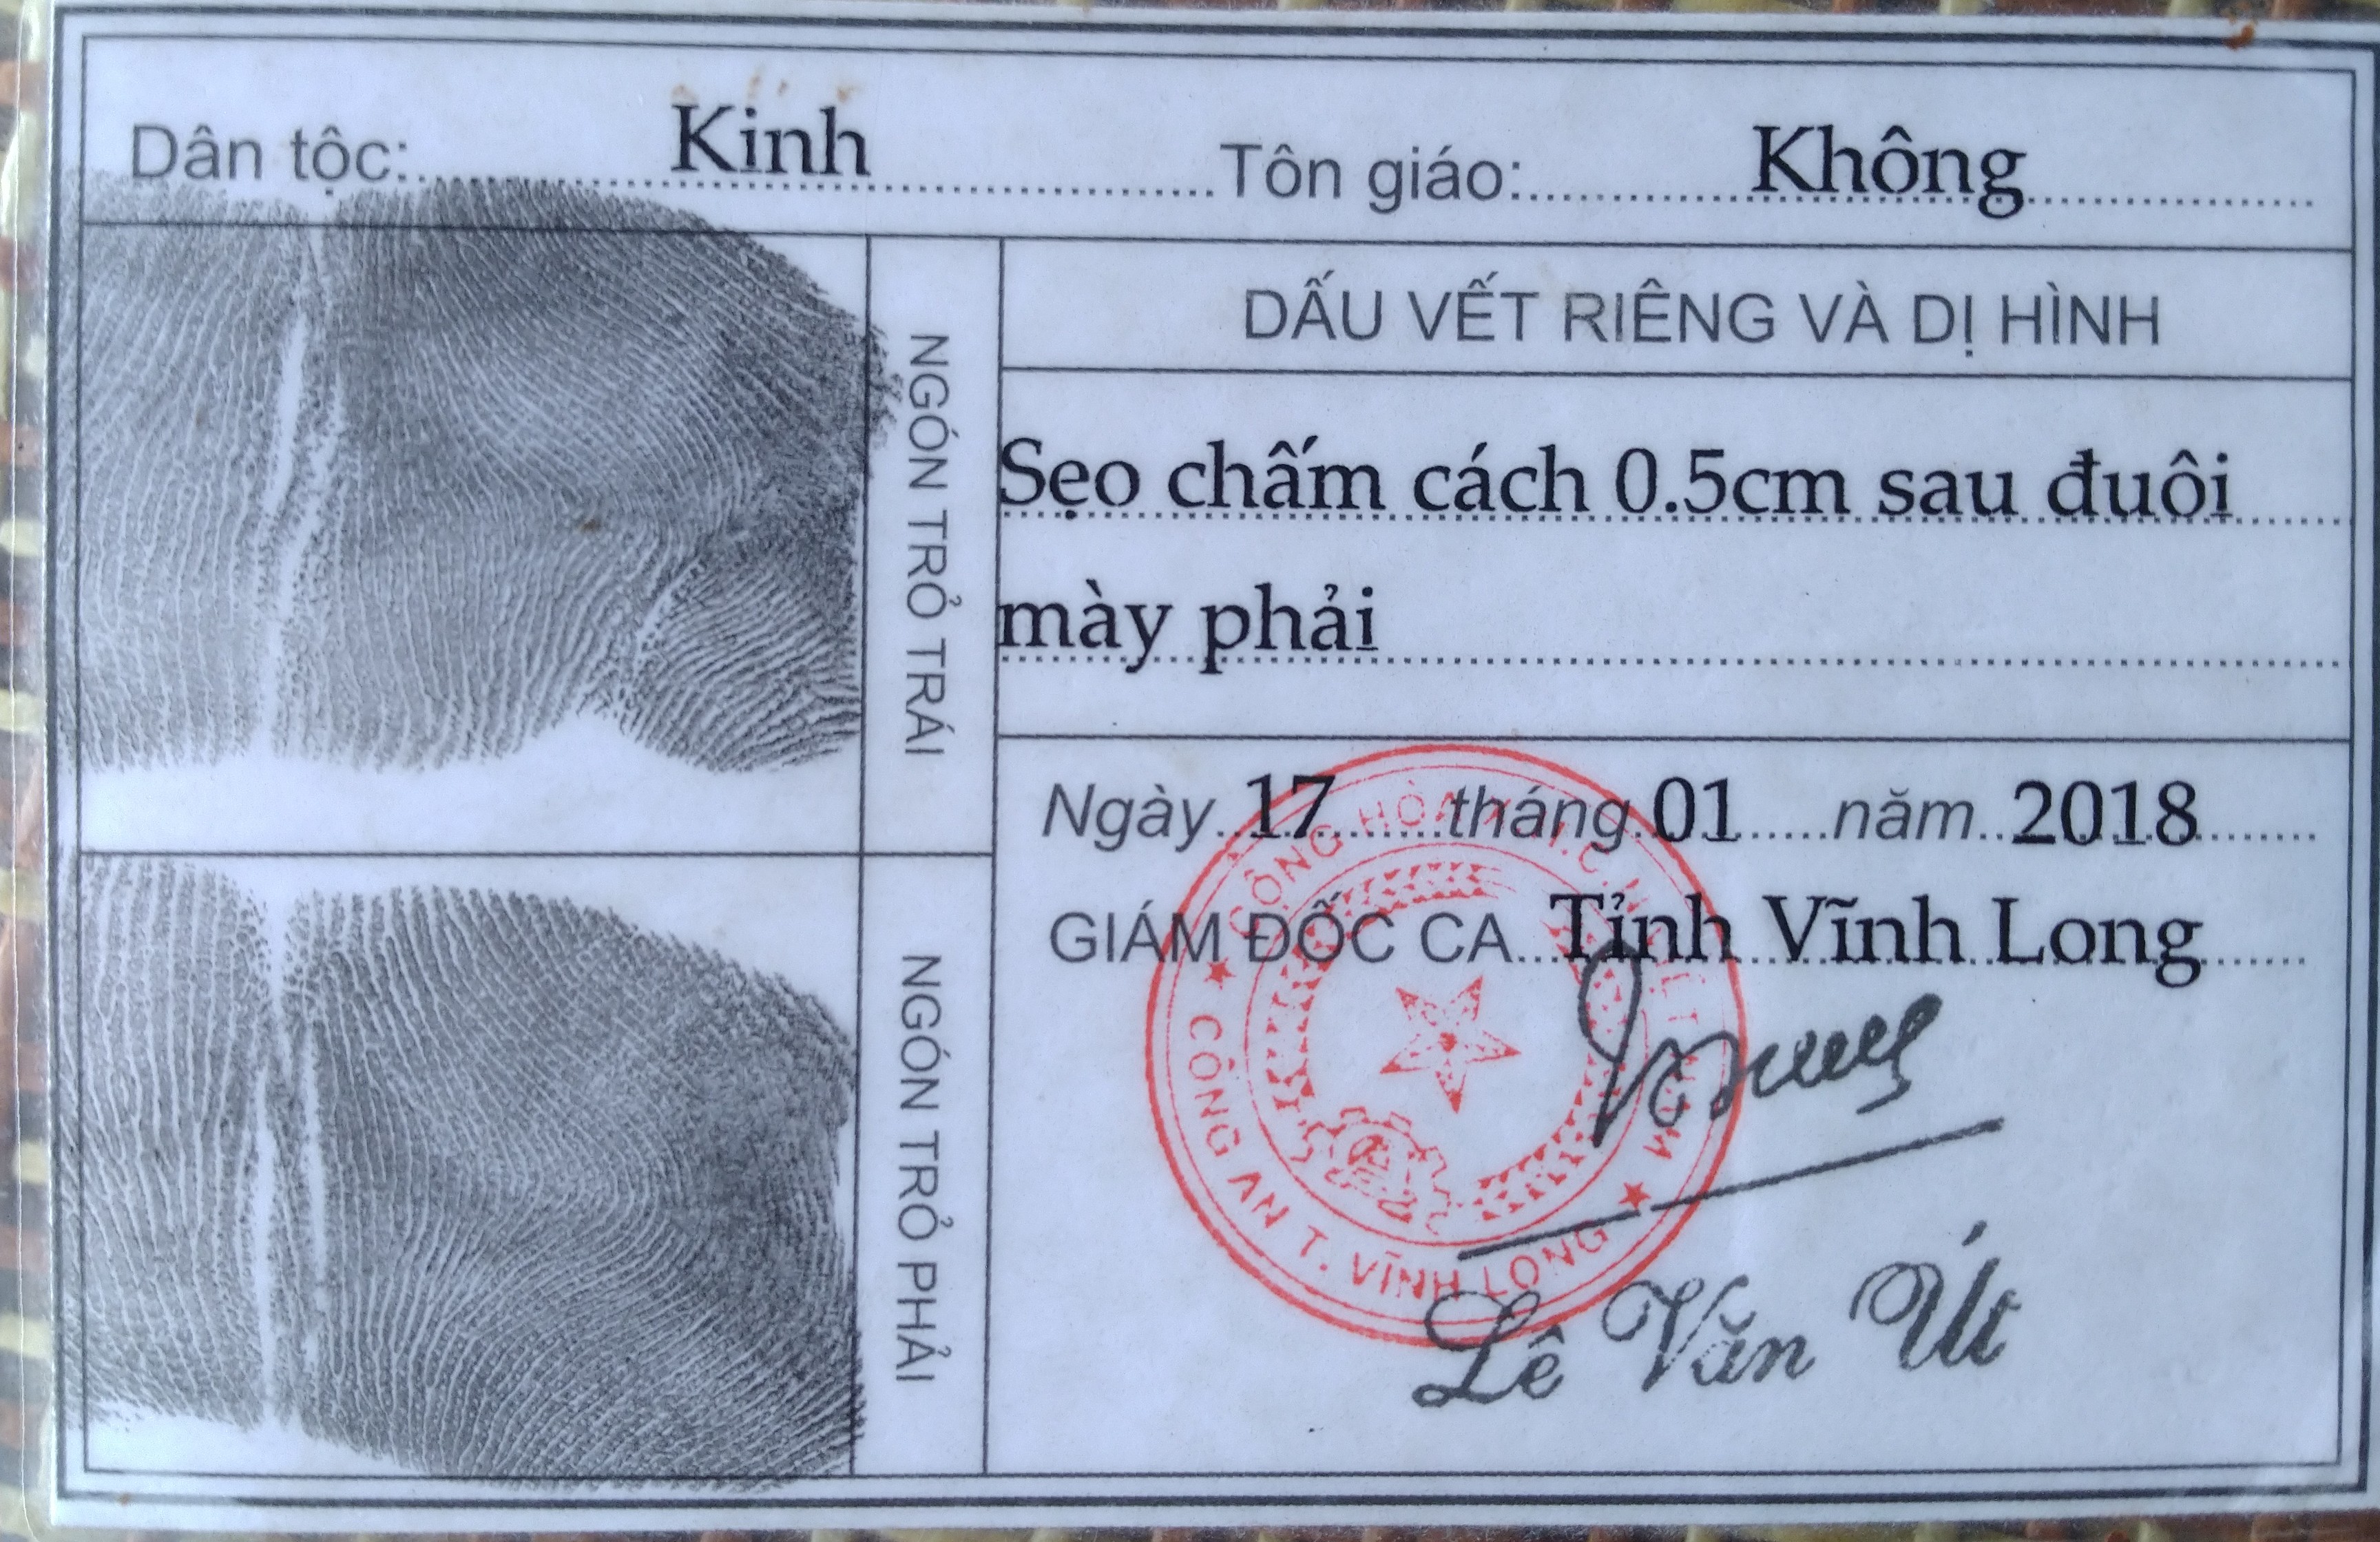 Dân tộc: Kinh Tôn giáo: Không
NGÓN TRỎ TRÁI
DẤU VẾT RIÊNG VÀ DỊ HÌNH
Sẹo chấm cách 0.5cm sau đuôi
mày phải
Ngày 17 tháng 01 năm 2018
GIÁM ĐỐC CA Tỉnh Vĩnh Long
CỘNG HÒA X.H.C.N VIỆT NAM
CÔNG AN T. VĨNH LONG
Lê Văn Út
NGÓN TRỎ PHẢI